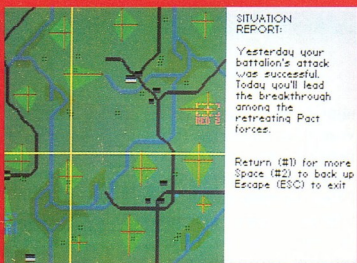 SITUATION
REPORT:
Yesterday your
battalion's attack
was successful.
Today you'll lead
the breakthrough
among the
retreating Pact
forces.
Return (#1) for more
Space (#2) to back up
Escape (ESC) to exit